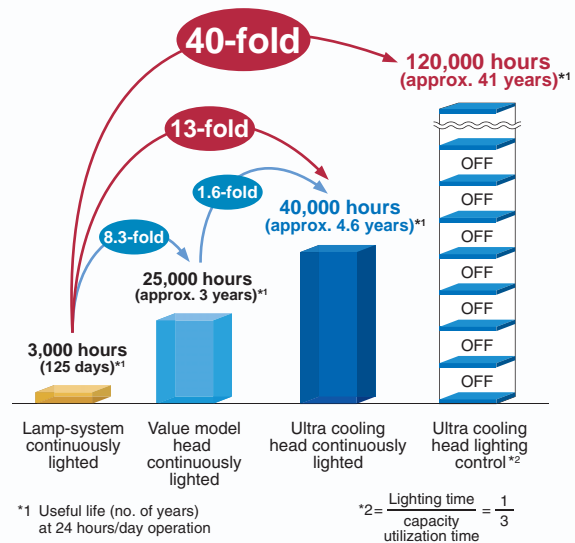 40-fold
120,000 hours
(approx. 41 years)*1
13-fold
OFF
1.6-fold
OFF
40,000 hours
(approx. 4.6 years)*1
8.3-fold
OFF
25,000 hours
(approx. 3 years)*1
OFF
OFF
3,000 hours
(125 days)*1
OFF
OFF
Lamp-system
continuously
lighted
Value model
head
continuously
lighted
Ultra cooling
head continuously
lighted
Ultra cooling
head lighting
control*2
*1 Useful life (no. of years)
at 24 hours/day operation
*2= Lighting time = 1
capacity 3
utilization time